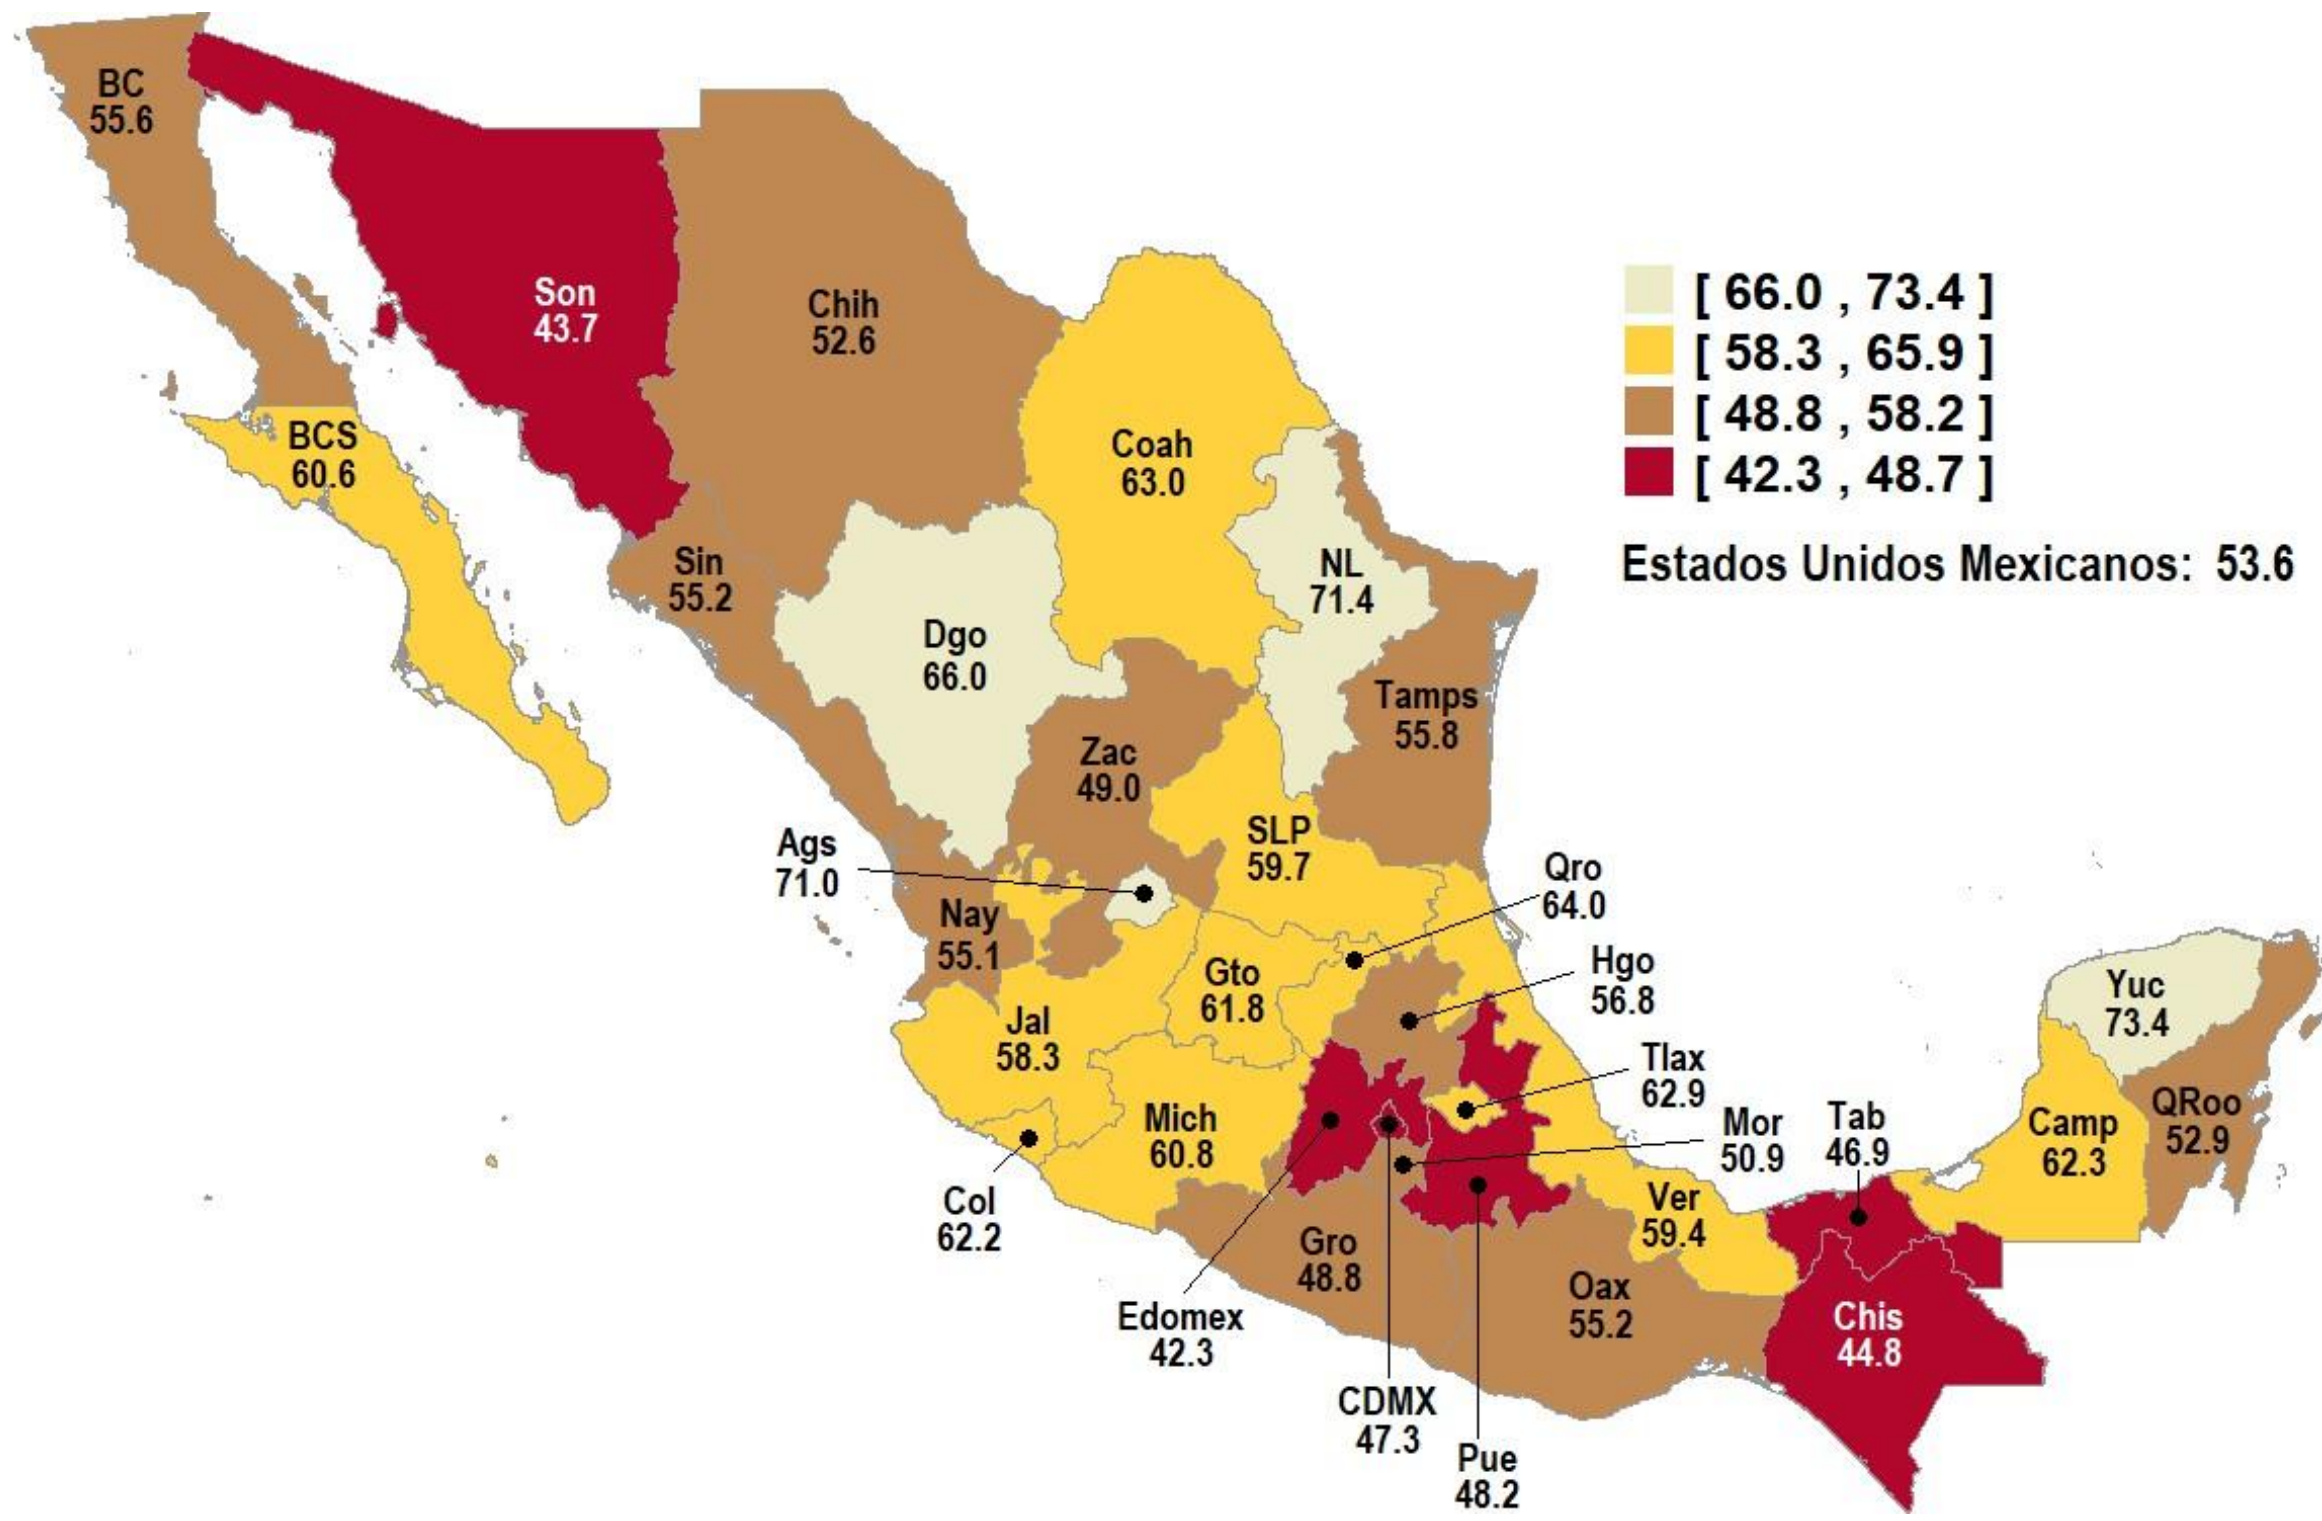 BC
55.6
Son
43.7
Chih
52.6
BCS
60.6
Coah
63.0
[ 66.0 , 73.4 ]
[ 58.3 , 65.9 ]
[ 48.8 , 58.2 ]
[ 42.3 , 48.7 ]
Estados Unidos Mexicanos: 53.6
Sin
55.2
Dgo
66.0
NL
71.4
Tamps
55.8
Zac
49.0
SLP
59.7
Ags
71.0
Nay
55.1
Qro
64.0
Gto
61.8
Hgo
56.8
Jal
58.3
Tlax
62.9
Mich
60.8
Mor
50.9
Tab
46.9
Yuc
73.4
Camp
62.3
QRoo
52.9
Col
62.2
Ver
59.4
Gro
48.8
Oax
55.2
Edomex
42.3
Chis
44.8
CDMX
47.3
Pue
48.2